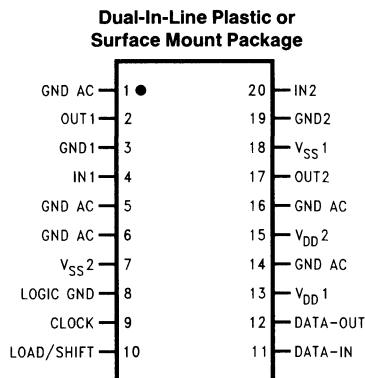 Dual-In-Line Plastic or
Surface Mount Package
GND AC 1 20 IN2
OUT1 2 19 GND2
GND1 3 18 VSS1
IN1 4 17 OUT2
GND AC 5 16 GND AC
GND AC 6 15 VDD2
VSS2 7 14 GND AC
LOGIC GND 8 13 VDD1
CLOCK 9 12 DATA-OUT
LOAD/SHIFT 10 11 DATA-IN